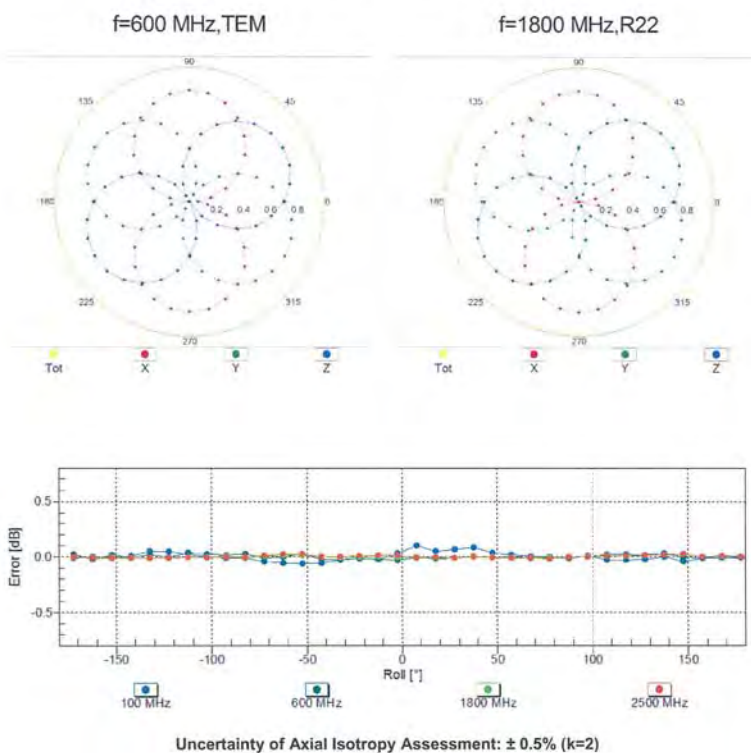 f=600 MHz,TEM
f=1800 MHz,R22
90
135
45
180
0.2 0.4 0.6 0.8
0
225
315
270
Tot X Y Z
90
135
45
180
0.2 0.4 0.6 0.8
0
225
315
270
Tot X Y Z
Error [dB]
0.5
0.0
-0.5
-150 -100 -50 0 50 100 150
Roll [°]
100 MHz 600 MHz 1800 MHz 2500 MHz
Uncertainty of Axial Isotropy Assessment: ± 0.5% (k=2)